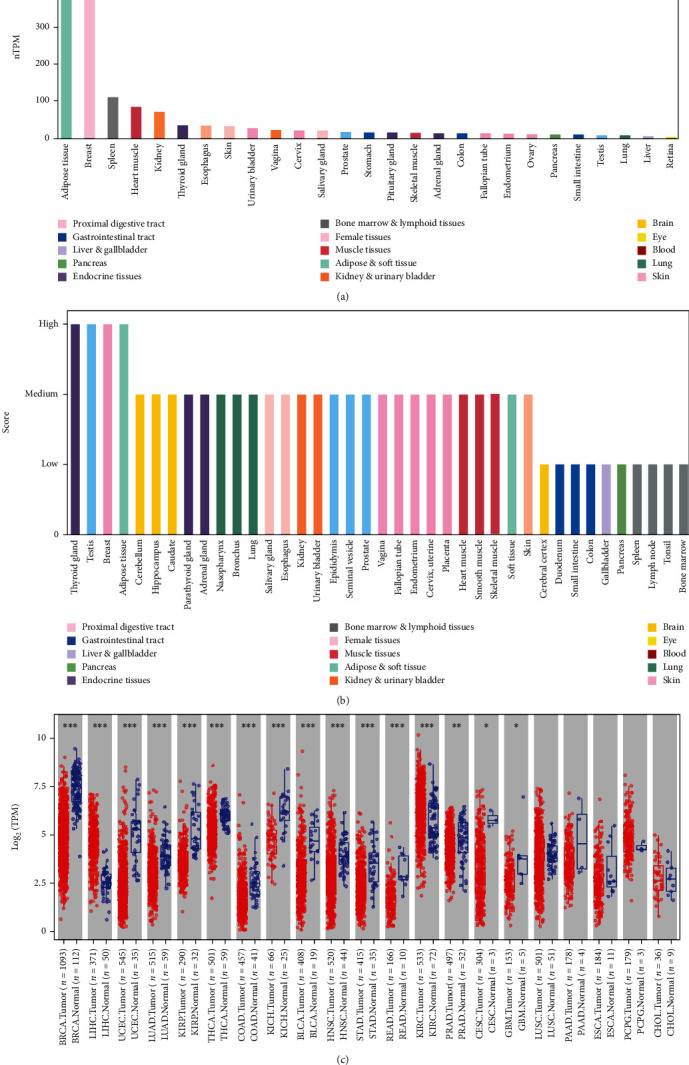 300
200
100
0
nTPM
Adipose tissue
Breast
Spleen
Heart muscle
Kidney
Thyroid gland
Esophagus
Skin
Urinary bladder
Vagina
Cervix
Salivary gland
Prostate
Stomach
Pituitary gland
Skeletal muscle
Adrenal gland
Colon
Fallopian tube
Endometrium
Ovary
Pancreas
Small intestine
Testis
Lung
Liver
Retina
Proximal digestive tract
Gastrointestinal tract
Liver & gallbladder
Pancreas
Endocrine tissues
Bone marrow & lymphoid tissues
Female tissues
Muscle tissues
Adipose & soft tissue
Kidney & urinary bladder
Brain
Eye
Blood
Lung
Skin
(a)
High
Medium
Low
0
Score
Thyroid gland
Testis
Breast
Adipose tissue
Cerebellum
Hippocampus
Caudate
Parathyroid gland
Adrenal gland
Nasopharynx
Bronchus
Lung
Salivary gland
Esophagus
Kidney
Urinary bladder
Epididymis
Seminal vesicle
Prostate
Vagina
Fallopian tube
Endometrium
Cervix, uterine
Placenta
Heart muscle
Smooth muscle
Skeletal muscle
Soft tissue
Skin
Cerebral cortex
Duodenum
Small intestine
Colon
Gallbladder
Pancreas
Spleen
Lymph node
Tonsil
Bone marrow
Proximal digestive tract
Gastrointestinal tract
Liver & gallbladder
Pancreas
Endocrine tissues
Bone marrow & lymphoid tissues
Female tissues
Muscle tissues
Adipose & soft tissue
Kidney & urinary bladder
Brain
Eye
Blood
Lung
Skin
(b)
*** *** *** *** *** *** *** *** *** *** *** *** *** ** * *
10
7.5
5
2.5
0
Log2 (TPM)
BRCA.Tumor (n = 1093)
BRCA.Normal (n = 112)
LIHC.Tumor (n = 371)
LIHC.Normal (n = 50)
UCEC.Tumor (n = 545)
UCEC.Normal (n = 35)
LUAD.Tumor (n = 515)
LUAD.Normal (n = 59)
KIRP.Tumor (n = 290)
KIRP.Normal (n = 32)
THCA.Tumor (n = 501)
THCA.Normal (n = 59)
COAD.Tumor (n = 457)
COAD.Normal (n = 41)
KICH.Tumor (n = 66)
KICH.Normal (n = 25)
BLCA.Tumor (n = 408)
BLCA.Normal (n = 19)
HNSC.Tumor (n = 520)
HNSC.Normal (n = 44)
STAD.Tumor (n = 415)
STAD.Normal (n = 35)
READ.Tumor (n = 166)
READ.Normal (n = 10)
KIRC.Tumor (n = 533)
KIRC.Normal (n = 72)
PRAD.Tumor (n = 497)
PRAD.Normal (n = 52)
CESC.Tumor (n = 304)
CESC.Normal (n = 3)
GBM.Tumor (n = 153)
GBM.Normal (n = 5)
LUSC.Tumor (n = 501)
LUSC.Normal (n = 51)
PAAD.Tumor (n = 178)
PAAD.Normal (n = 4)
ESCA.Tumor (n = 184)
ESCA.Normal (n = 11)
PCPG.Tumor (n = 179)
PCPG.Normal (n = 3)
CHOL.Tumor (n = 36)
CHOL.Normal (n = 9)
(c)